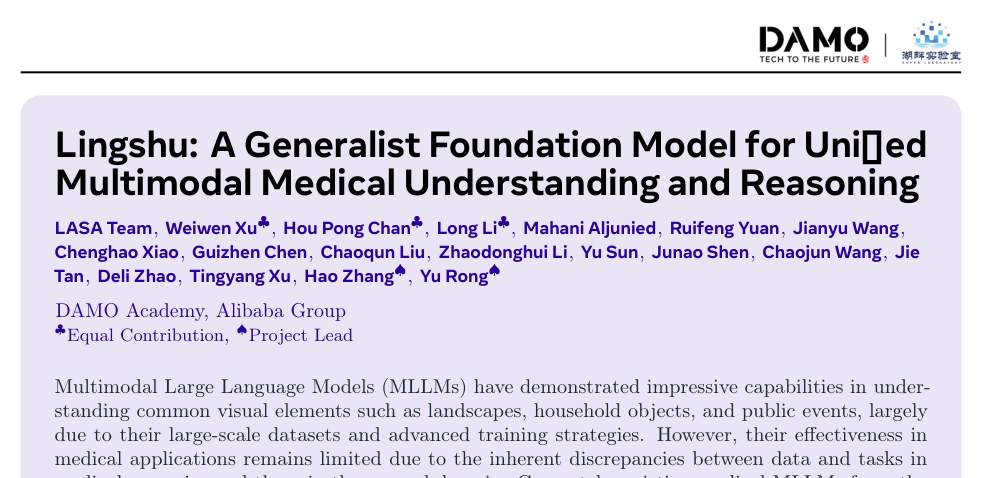 DAMO
TECH TO THE FUTURE
湖畔实验室
Lingshu: A Generalist Foundation Model for Uni▯ed
Multimodal Medical Understanding and Reasoning
LASA Team, Weiwen Xu♣, Hou Pong Chan♣, Long Li♣, Mahani Aljunied, Ruifeng Yuan, Jianyu Wang,
Chenghao Xiao, Guizhen Chen, Chaoqun Liu, Zhaodonghui Li, Yu Sun, Junao Shen, Chaojun Wang, Jie
Tan, Deli Zhao, Tingyang Xu, Hao Zhang♠, Yu Rong♠
DAMO Academy, Alibaba Group
♣Equal Contribution, ♠Project Lead
Multimodal Large Language Models (MLLMs) have demonstrated impressive capabilities in under-
standing common visual elements such as landscapes, household objects, and public events, largely
due to their large-scale datasets and advanced training strategies. However, their effectiveness in
medical applications remains limited due to the inherent discrepancies between data and tasks in